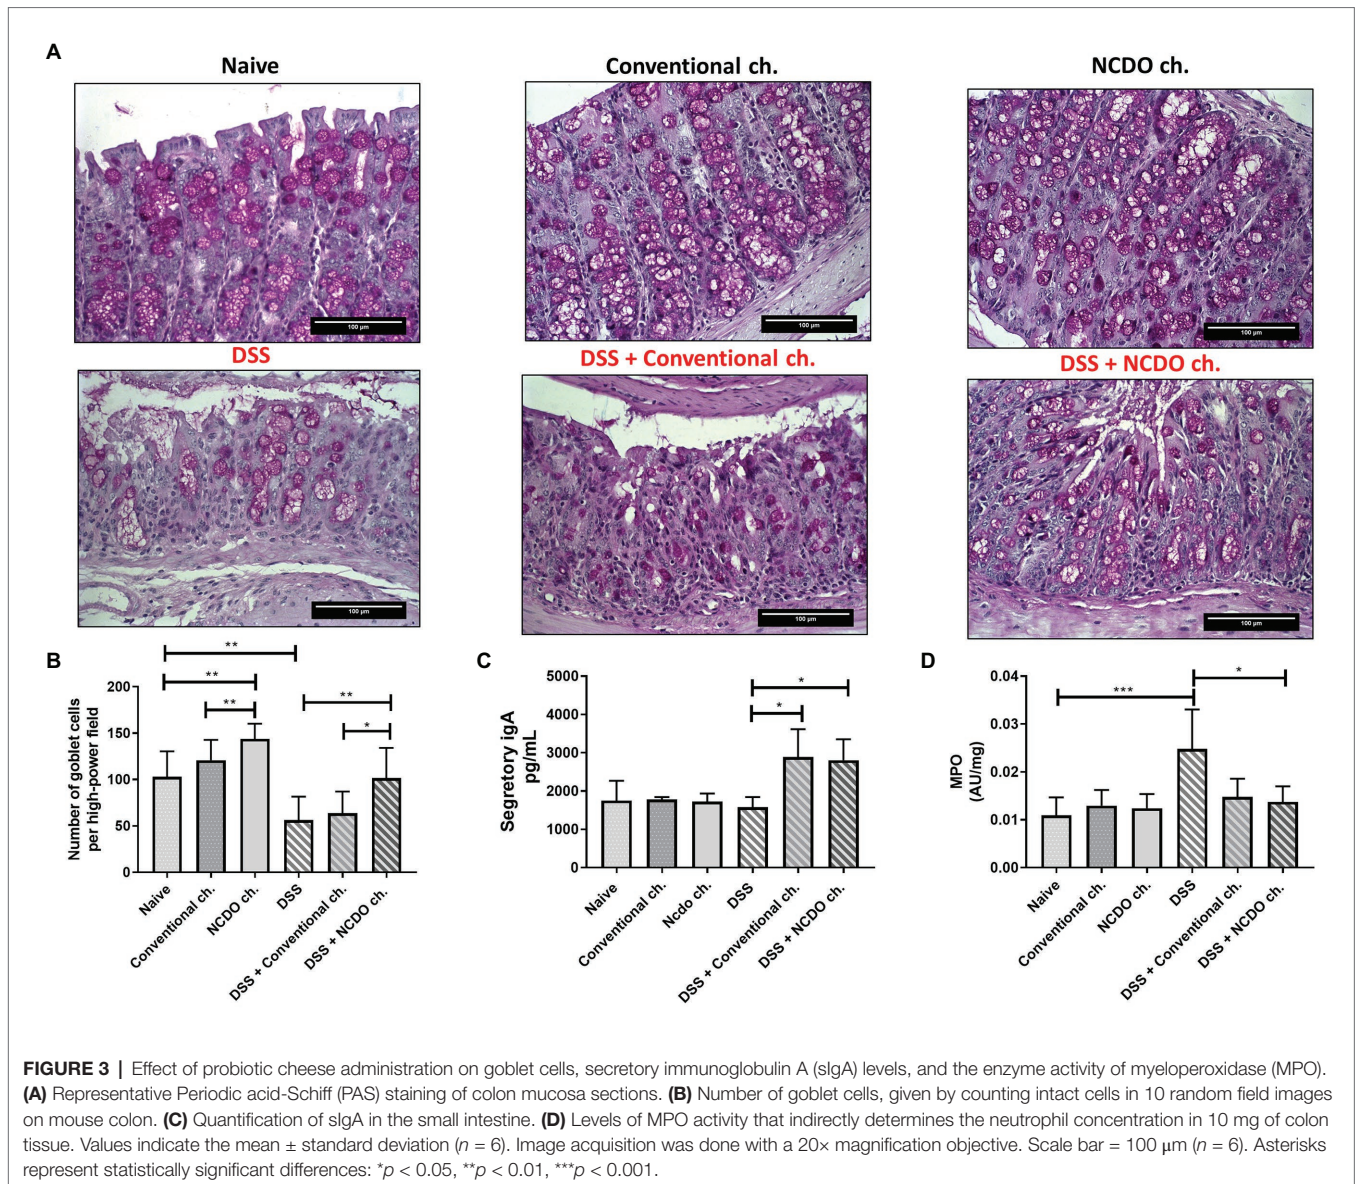 A
Naive
Conventional ch.
NCDO ch.
100 µm
100 µm
100 µm
DSS
DSS + Conventional ch.
DSS + NCDO ch.
100 µm
100 µm
100 µm
B
**
**
**
**
*
200
150
100
50
0
Number of goblet cells
per high-power field
Naive
Conventional ch.
NCDO ch.
DSS
DSS + Conventional ch.
DSS + NCDO ch.
C
*
*
5000
4000
3000
2000
1000
0
Segretory igA
pg/mL
Naive
Conventional ch.
Ncdo ch.
DSS
DSS + Conventional ch.
DSS + NCDO ch.
D
***
*
0.04
0.03
0.02
0.01
0.00
MPO
(AU/mg)
Naive
Conventional ch.
NCDO ch.
DSS
DSS + Conventional ch.
DSS + NCDO ch.
FIGURE 3 | Effect of probiotic cheese administration on goblet cells, secretory immunoglobulin A (sIgA) levels, and the enzyme activity of myeloperoxidase (MPO).
(A) Representative Periodic acid-Schiff (PAS) staining of colon mucosa sections. (B) Number of goblet cells, given by counting intact cells in 10 random field images
on mouse colon. (C) Quantification of sIgA in the small intestine. (D) Levels of MPO activity that indirectly determines the neutrophil concentration in 10 mg of colon
tissue. Values indicate the mean ± standard deviation (n = 6). Image acquisition was done with a 20× magnification objective. Scale bar = 100 µm (n = 6). Asterisks
represent statistically significant differences: *p < 0.05, **p < 0.01, ***p < 0.001.